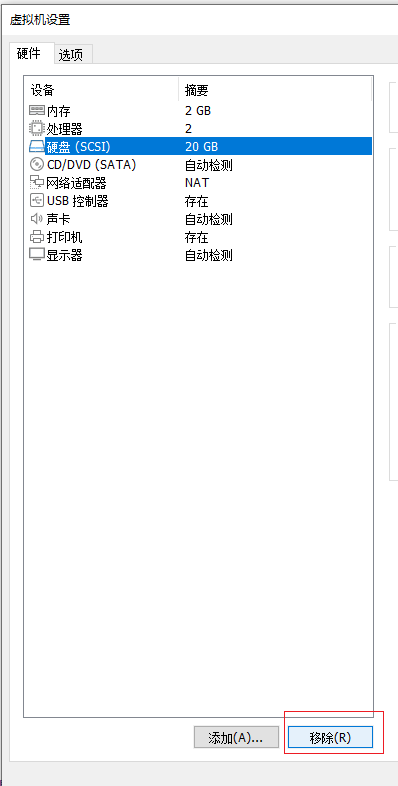 虚拟机设置
硬件 选项
设备 摘要
内存 2 GB
处理器 2
硬盘 (SCSI) 20 GB
CD/DVD (SATA) 自动检测
网络适配器 NAT
USB 控制器 存在
声卡 自动检测
打印机 存在
显示器 自动检测
添加(A)... 移除(R)